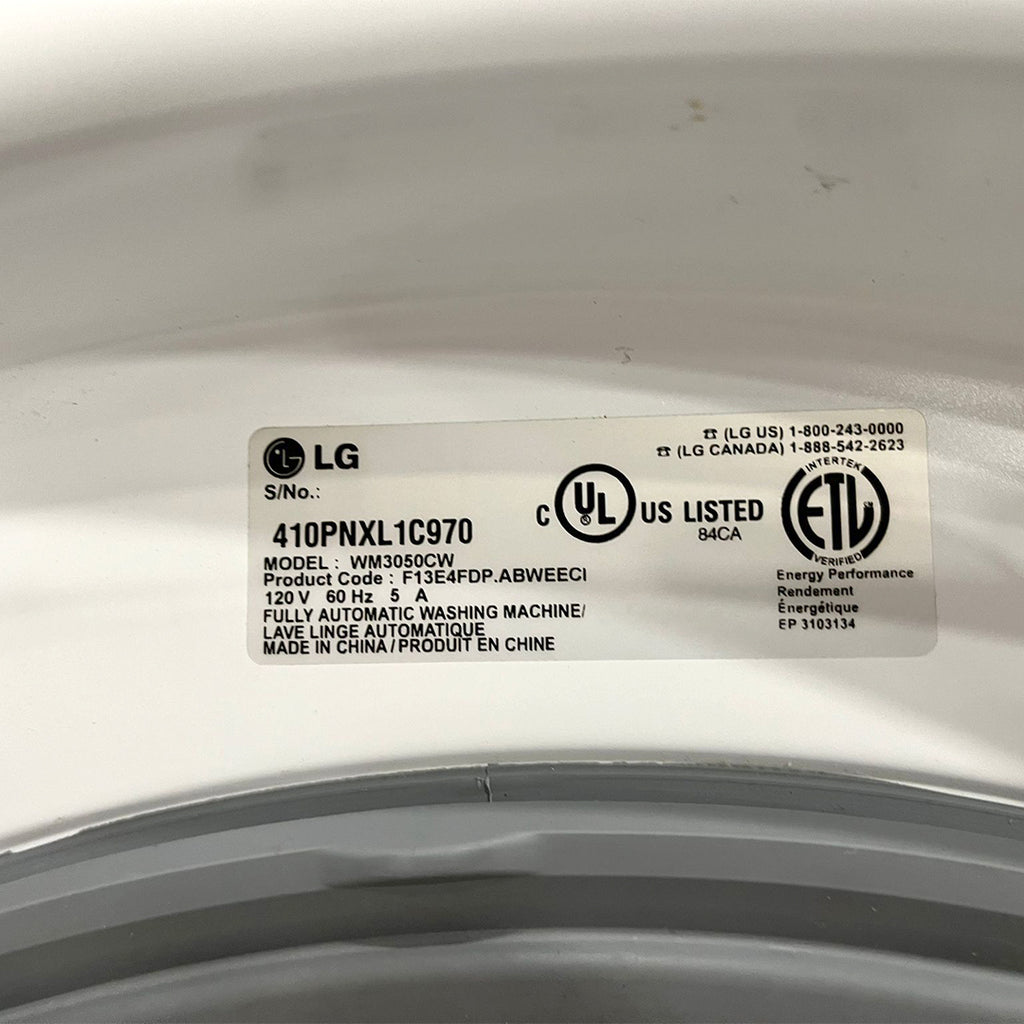 LG
☎ (LG US) 1-800-243-0000
☎ (LG CANADA) 1-888-542-2623
S/No.:
410PNXL1C970
C UL US LISTED
84CA
INTERTEK
ETL
VERIFIED
MODEL : WM3050CW
Product Code : F13E4FDP.ABWEECI
120 V 60 Hz 5 A
FULLY AUTOMATIC WASHING MACHINE/
LAVE LINGE AUTOMATIQUE
MADE IN CHINA / PRODUIT EN CHINE
Energy Performance
Rendement
Énergétique
EP 3103134